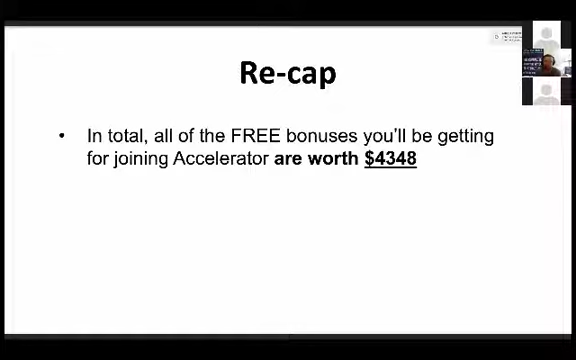 Re-cap
• In total, all of the FREE bonuses you'll be getting
for joining Accelerator are worth $4348